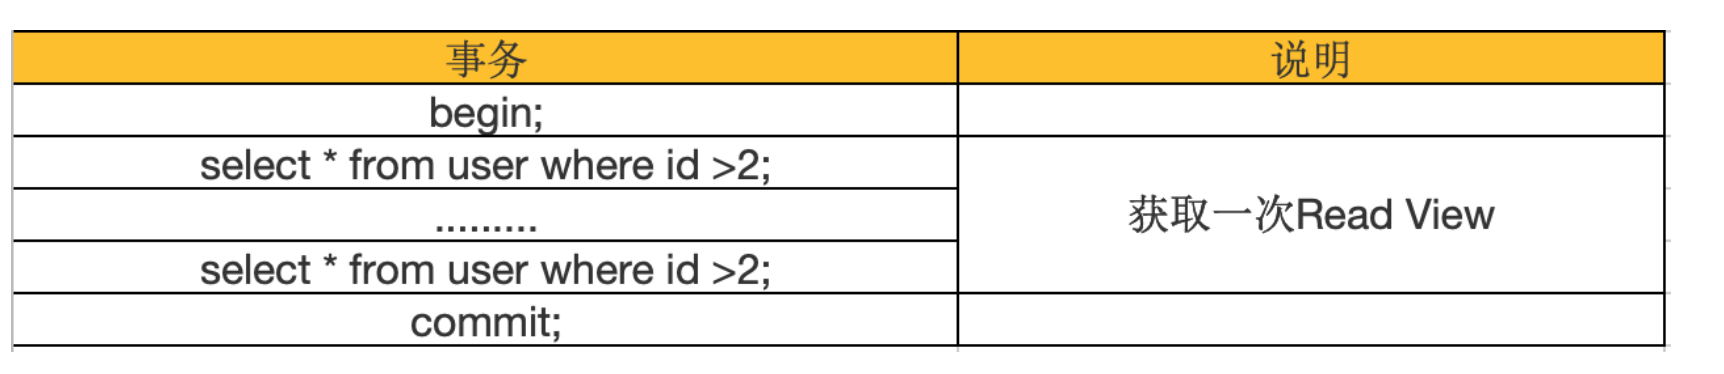 事务 说明
begin;
select * from user where id >2;
.........
获取一次Read View
select * from user where id >2;
commit;